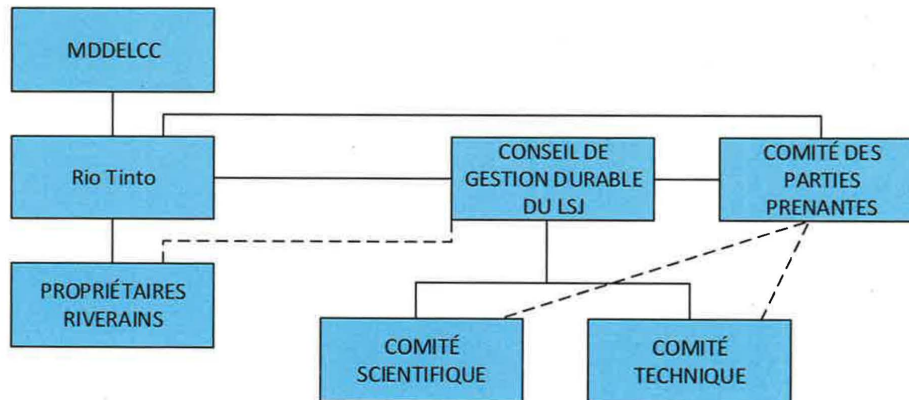 MDDELCC
Rio Tinto
CONSEIL DE
GESTION DURABLE
DU LSJ
COMITÉ DES
PARTIES
PRENANTES
PROPRIÉTAIRES
RIVERAINS
COMITÉ
SCIENTIFIQUE
COMITÉ
TECHNIQUE